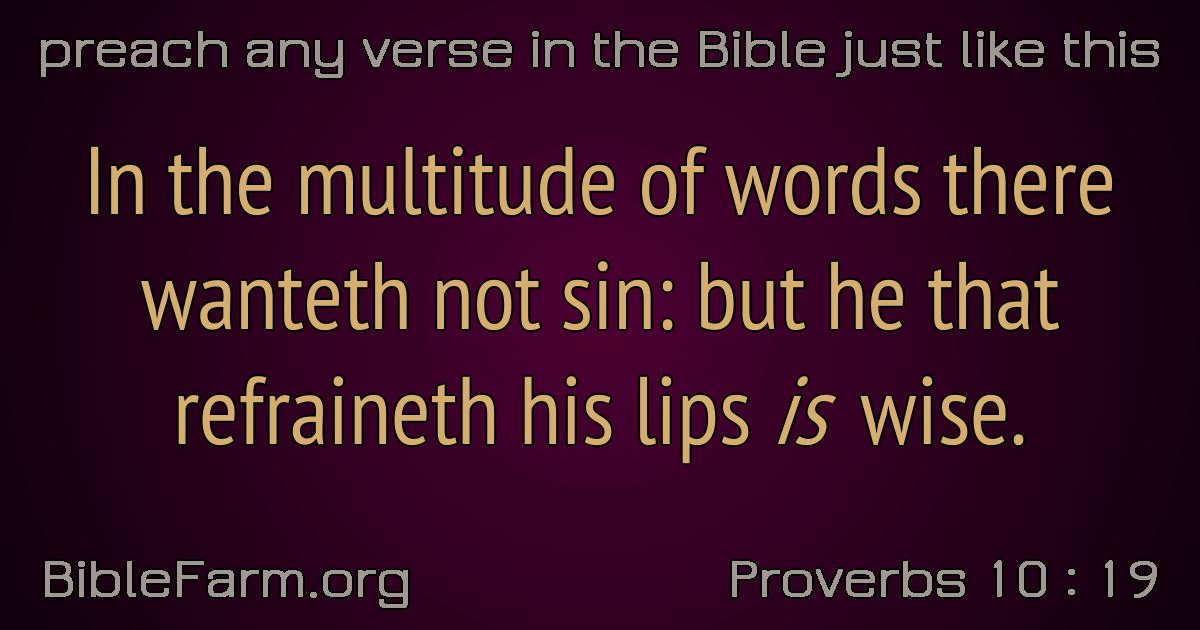 preach any verse in the Bible just like this
In the multitude of words there
wanteth not sin: but he that
refraineth his lips is wise.
BibleFarm.org
Proverbs 10 : 19